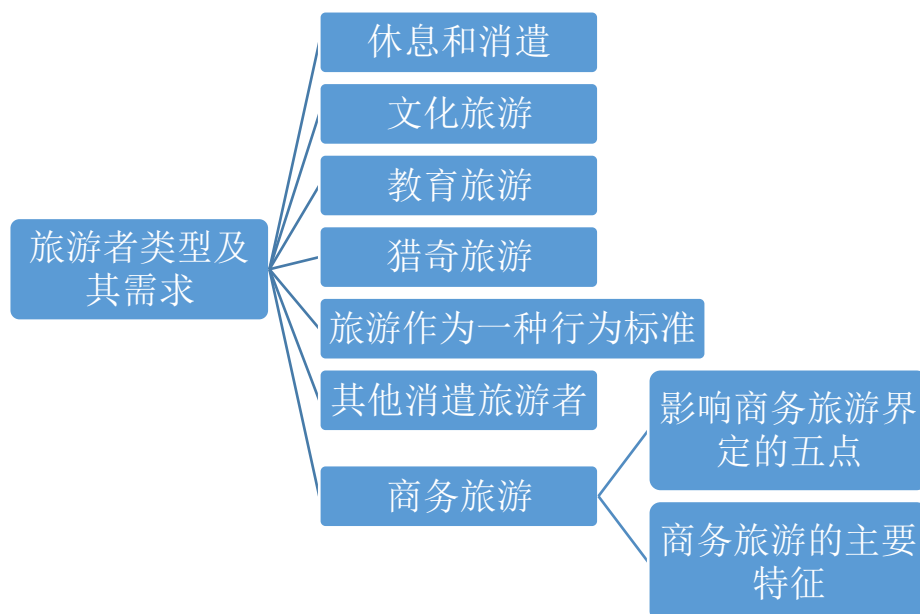 休息和消遣
文化旅游
教育旅游
旅游者类型及
其需求
猎奇旅游
旅游作为一种行为标准
其他消遣旅游者
商务旅游
影响商务旅游界
定的五点
商务旅游的主要
特征